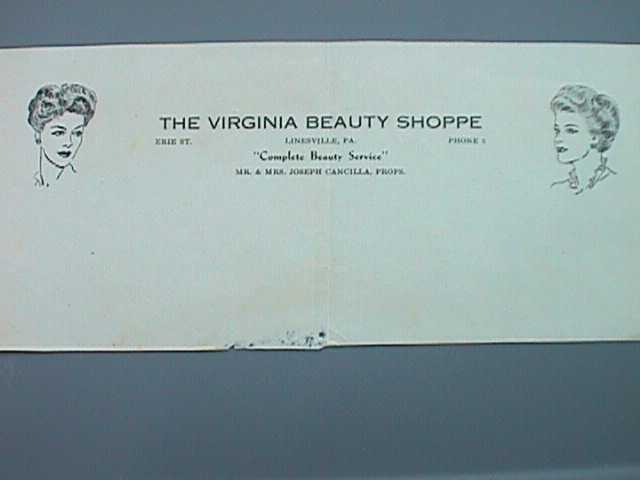 THE VIRGINIA BEAUTY SHOPPE
ERIE ST. LINESVILLE, PA. PHONE
"Complete Beauty Service"
MR. & MRS. JOSEPH CANCILLA, PROPS.